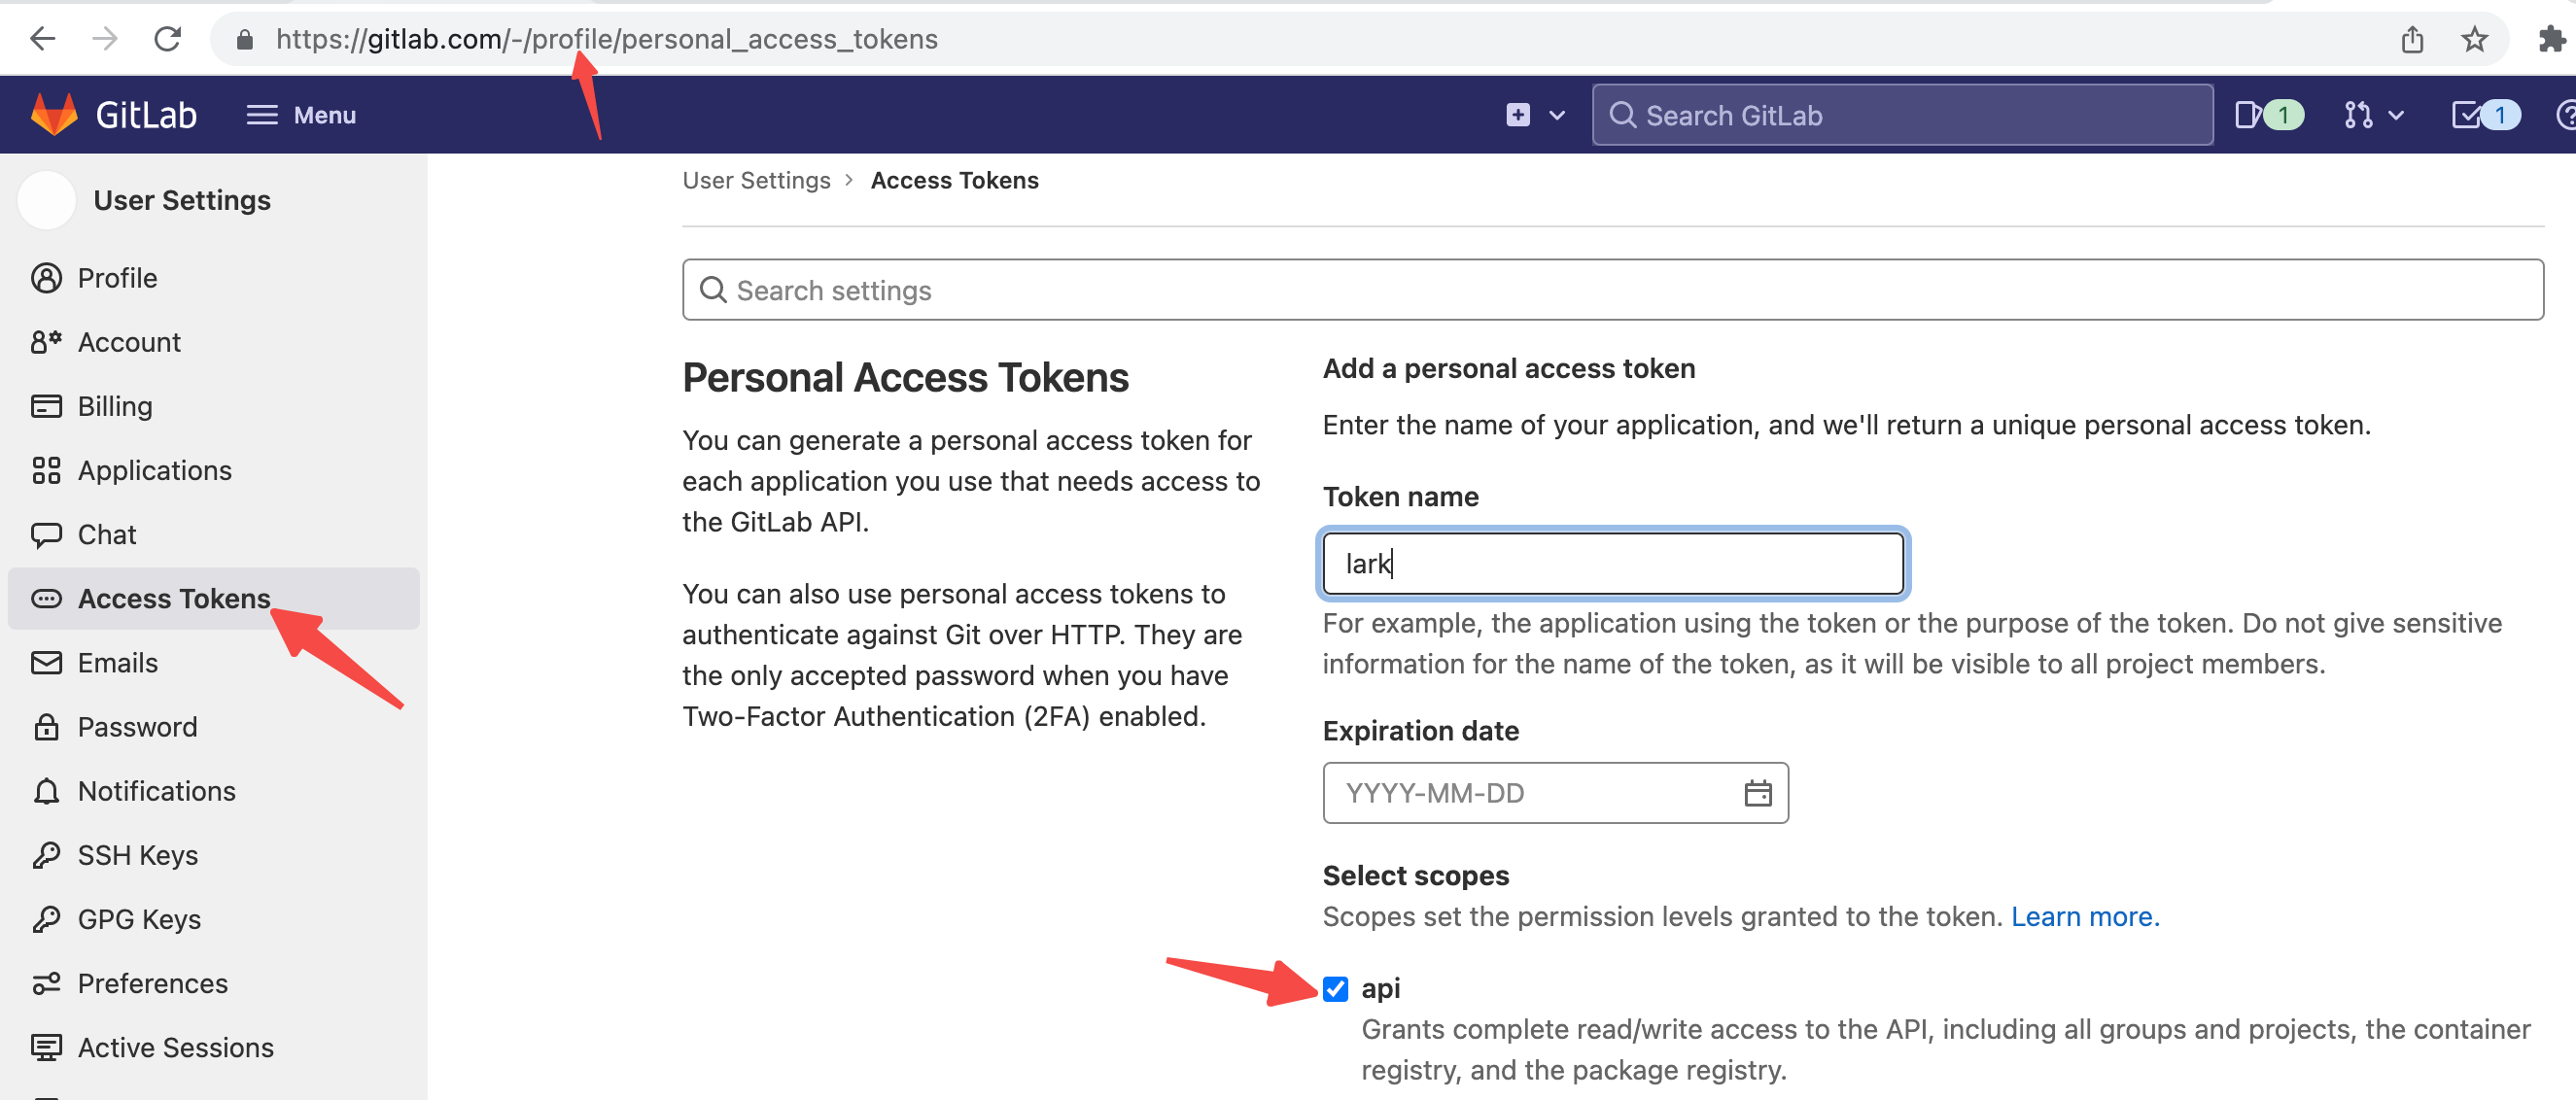 https://gitlab.com/-/profile/personal_access_tokens
GitLab
Menu
Search GitLab
1
1
User Settings
Profile
Account
Billing
Applications
Chat
Access Tokens
Emails
Password
Notifications
SSH Keys
GPG Keys
Preferences
Active Sessions
User Settings > Access Tokens
Search settings
Personal Access Tokens
You can generate a personal access token for
each application you use that needs access to
the GitLab API.
You can also use personal access tokens to
authenticate against Git over HTTP. They are
the only accepted password when you have
Two-Factor Authentication (2FA) enabled.
Add a personal access token
Enter the name of your application, and we'll return a unique personal access token.
Token name
lark
For example, the application using the token or the purpose of the token. Do not give sensitive
information for the name of the token, as it will be visible to all project members.
Expiration date
YYYY-MM-DD
Select scopes
Scopes set the permission levels granted to the token. Learn more.
api
Grants complete read/write access to the API, including all groups and projects, the container
registry, and the package registry.